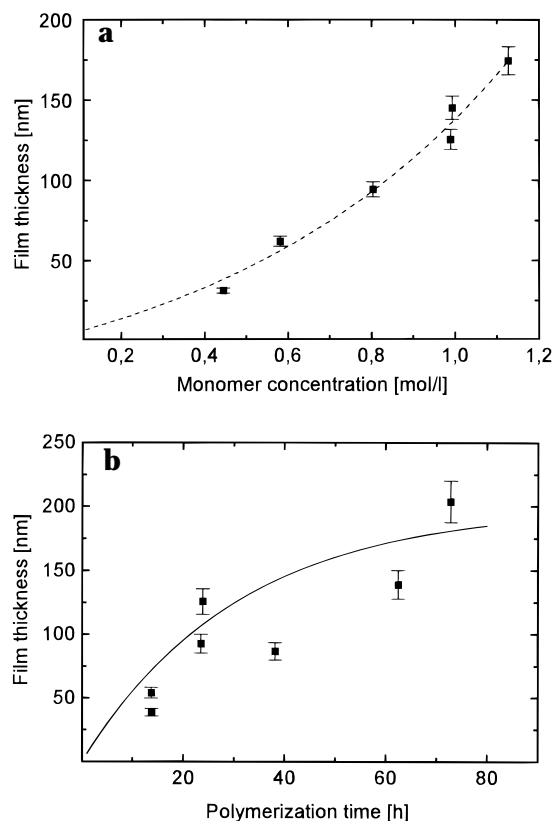 a
200
150
100
50
Film thickness [nm]
0,2 0,4 0,6 0,8 1,0 1,2
Monomer concentration [mol/l]
b
250
200
150
100
50
Film thickness [nm]
20 40 60 80
Polymerization time [h]